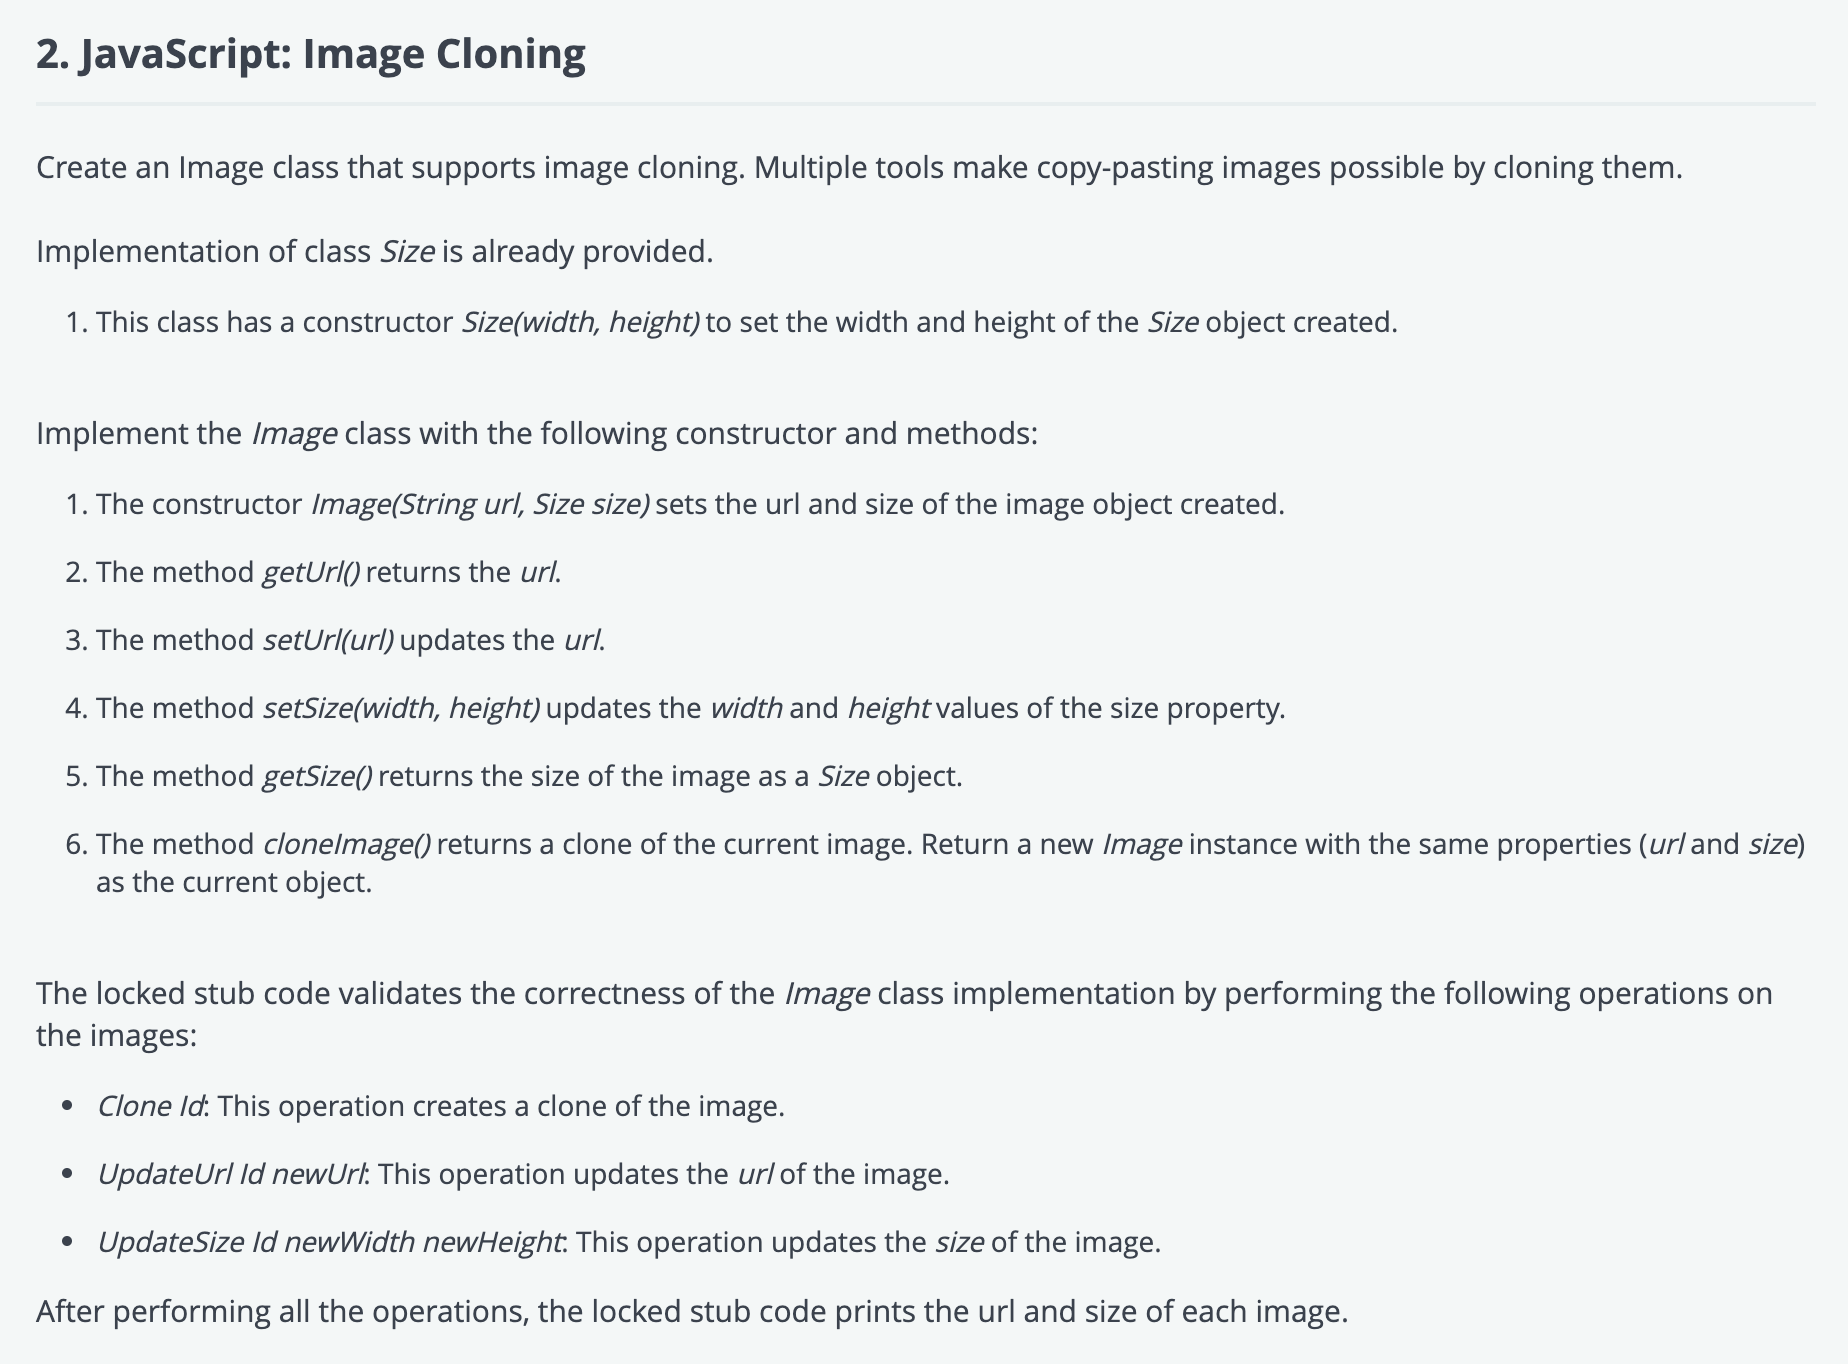 2. JavaScript: Image Cloning
Create an Image class that supports image cloning. Multiple tools make copy-pasting images possible by cloning them.
Implementation of class Size is already provided.
1. This class has a constructor Size(width, height) to set the width and height of the Size object created.
Implement the Image class with the following constructor and methods:
1. The constructor Image(String url, Size size) sets the url and size of the image object created.
2. The method getUrl() returns the url.
3. The method setUrl(url) updates the url.
4. The method setSize(width, height) updates the width and height values of the size property.
5. The method getSize() returns the size of the image as a Size object.
6. The method cloneImage() returns a clone of the current image. Return a new Image instance with the same properties (url and size)
as the current object.
The locked stub code validates the correctness of the Image class implementation by performing the following operations on
the images:
• Clone Id: This operation creates a clone of the image.
• UpdateUrl Id newUrl: This operation updates the url of the image.
• UpdateSize Id newWidth newHeight: This operation updates the size of the image.
After performing all the operations, the locked stub code prints the url and size of each image.